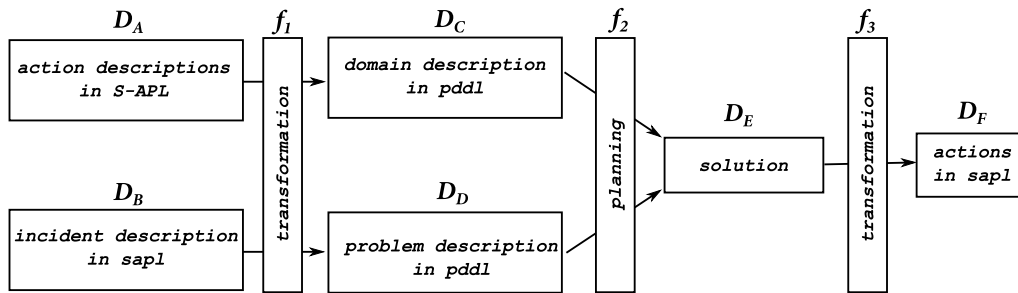 D_A
f_1
D_C
f_2
f_3
action descriptions
in S-APL
transformation
domain description
in pddl
planning
D_E
solution
transformation
D_F
actions
in sapl
D_B
incident description
in sapl
D_D
problem description
in pddl